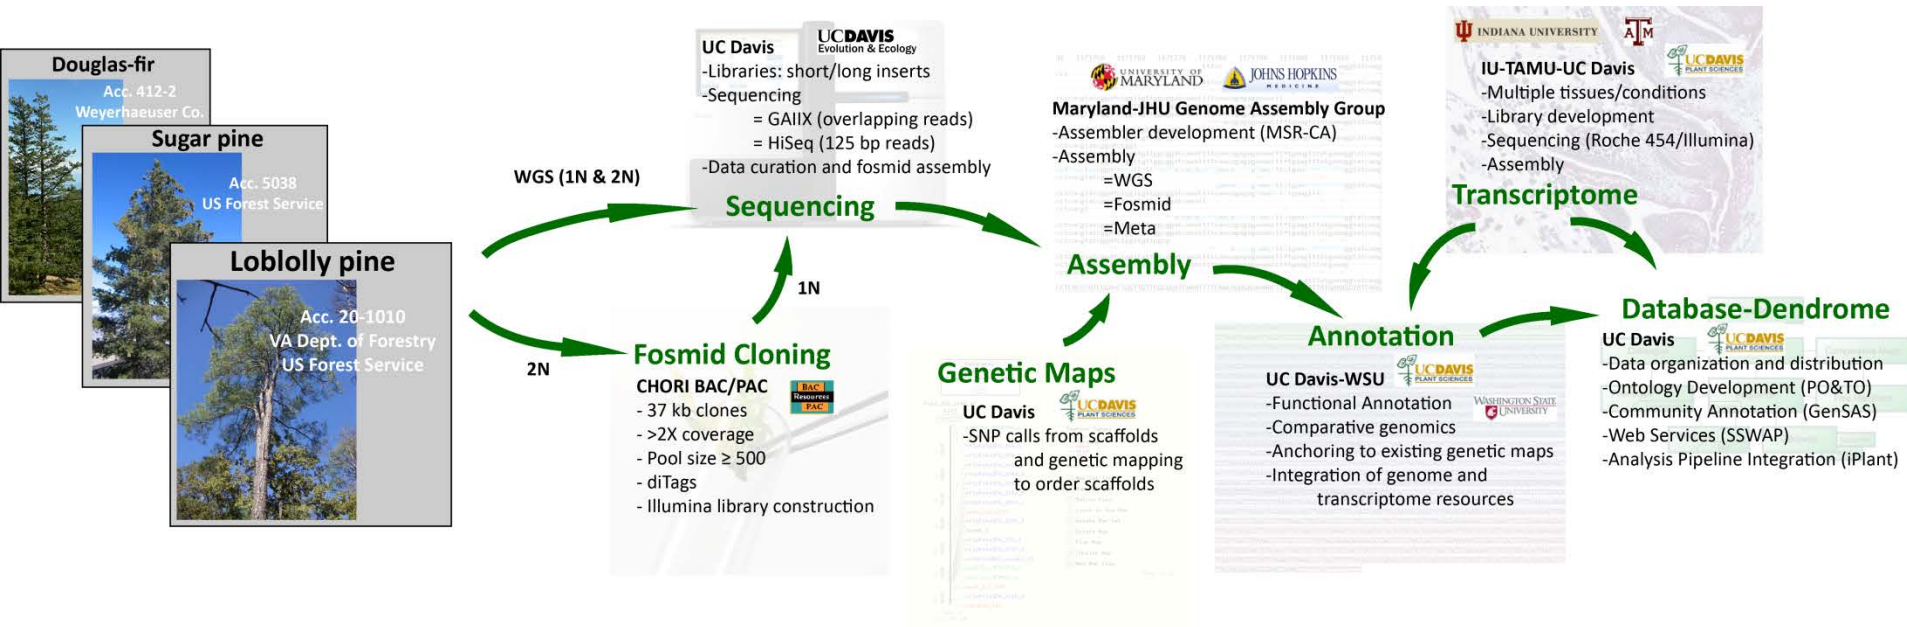 Douglas-fir
Acc. 412-2
Weyerhaeuser Co.
Sugar pine
Acc. 5038
US Forest Service
Loblolly pine
Acc. 20-1010
VA Dept. of Forestry
US Forest Service
WGS (1N & 2N)
2N
UC Davis
UCDAVIS
Evolution & Ecology
-Libraries: short/long inserts
-Sequencing
= GAIIX (overlapping reads)
= HiSeq (125 bp reads)
-Data curation and fosmid assembly
Sequencing
1N
Fosmid Cloning
CHORI BAC/PAC
BAC
Resources
PAC
- 37 kb clones
- >2X coverage
- Pool size ≥ 500
- diTags
- Illumina library construction
UNIVERSITY OF
MARYLAND
JOHNS HOPKINS
MEDICINE
Maryland-JHU Genome Assembly Group
-Assembler development (MSR-CA)
-Assembly
=WGS
=Fosmid
=Meta
Assembly
Genetic Maps
UC Davis
UCDAVIS
PLANT SCIENCES
-SNP calls from scaffolds
and genetic mapping
to order scaffolds
INDIANA UNIVERSITY
ATM
IU-TAMU-UC Davis
UCDAVIS
PLANT SCIENCES
-Multiple tissues/conditions
-Library development
-Sequencing (Roche 454/Illumina)
-Assembly
Transcriptome
Annotation
UC Davis-WSU
UCDAVIS
PLANT SCIENCES
-Functional Annotation
WASHINGTON STATE
UNIVERSITY
-Comparative genomics
-Anchoring to existing genetic maps
-Integration of genome and
transcriptome resources
Database-Dendrome
UC Davis
UCDAVIS
PLANT SCIENCES
-Data organization and distribution
-Ontology Development (PO&TO)
-Community Annotation (GenSAS)
-Web Services (SSWAP)
-Analysis Pipeline Integration (iPlant)